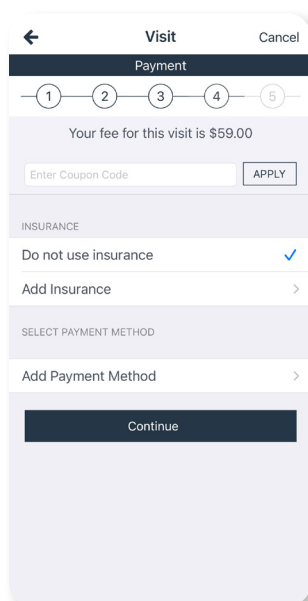 Visit
Cancel
Payment
1 2 3 4 5
Your fee for this visit is $59.00
Enter Coupon Code
APPLY
INSURANCE
Do not use insurance
Add Insurance
SELECT PAYMENT METHOD
Add Payment Method
Continue